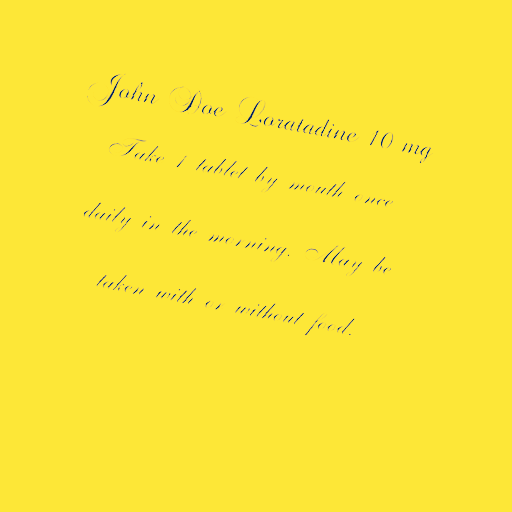 John Doe Loratadine 10 mg
Take 1 tablet by mouth once
daily in the morning. May be
taken with or without food.